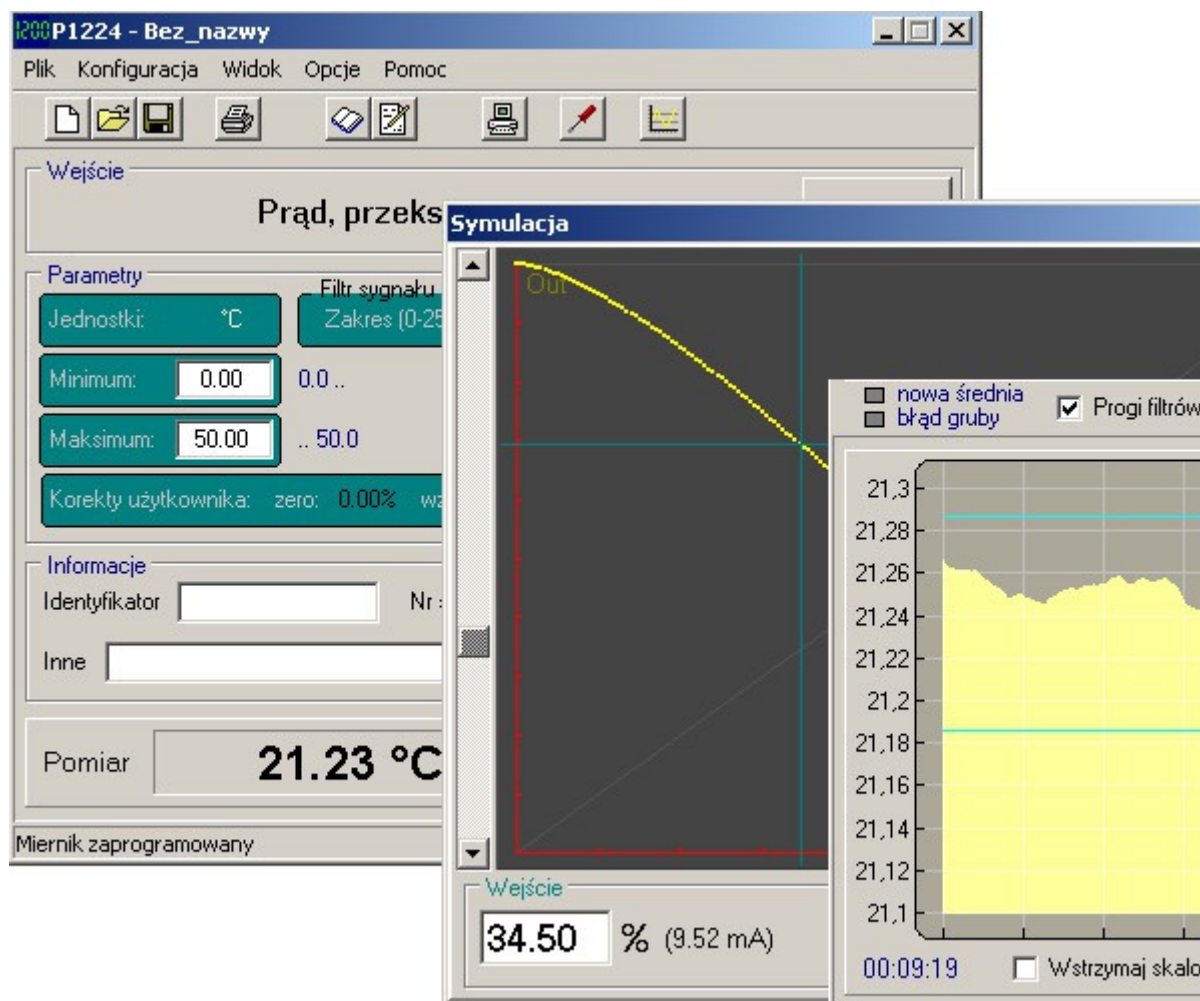 P1224 - Bez_nazwy
Plik Konfiguracja Widok Opcje Pomoc
Wejście
Prąd, przeks
Parametry
Jednostki: °C
Filtr sygnału
Zakres (0-25
Minimum: 0.00 0.0 ..
Maksimum: 50.00 .. 50.0
Korekty użytkownika: zero: 0.00% wz
Informacje
Identyfikator Nr
Inne
Pomiar 21.23 °C
Miernik zaprogramowany
Symulacja
Out
Wejście
34.50 % (9.52 mA)
nowa średnia
błąd gruby
Progi filtrów
21,3
21,28
21,26
21,24
21,22
21,2
21,18
21,16
21,14
21,12
21,1
00:09:19 Wstrzymaj skalo